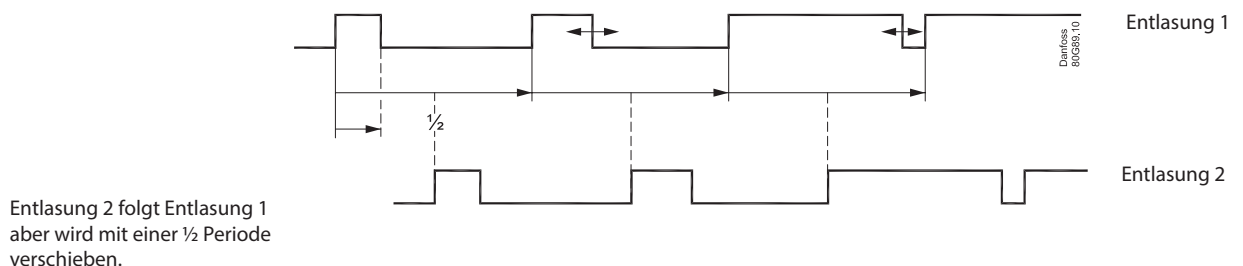 Entlasung 1
Danfoss
80G89.10
½
Entlasung 2
Entlasung 2 folgt Entlasung 1
aber wird mit einer ½ Periode
verschieben.